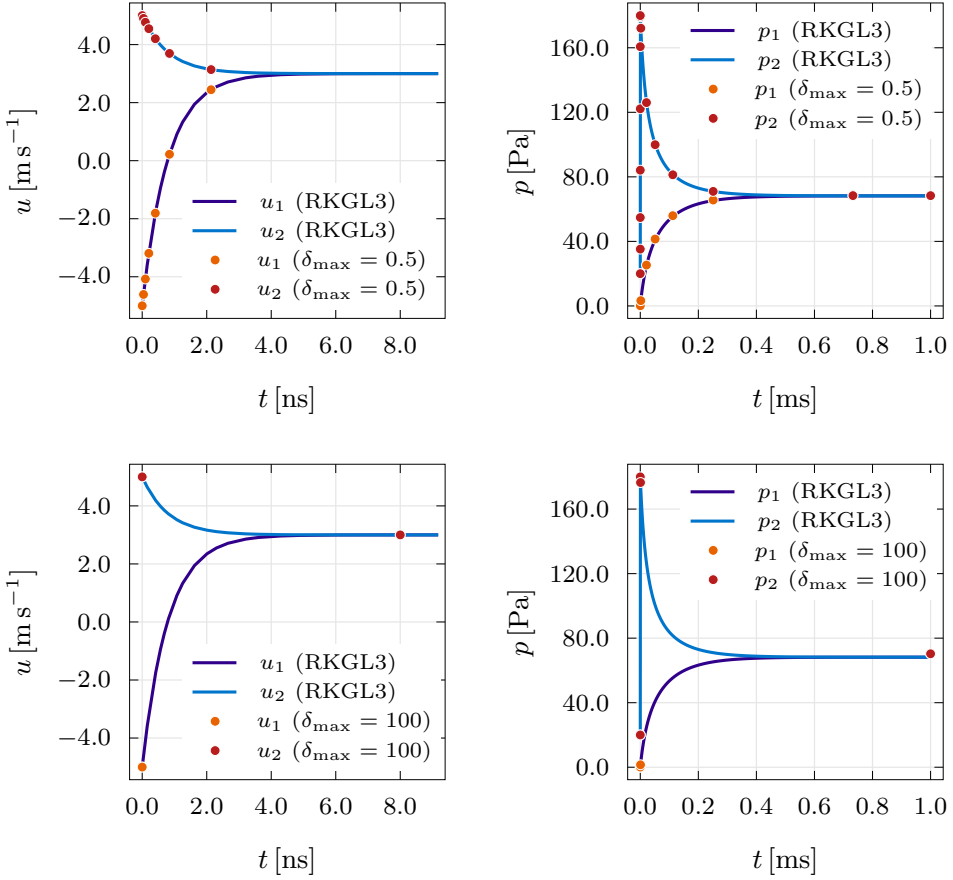 4.0
2.0
0.0
−2.0
−4.0
u [m s⁻¹]
u₁ (RKGL3)
u₂ (RKGL3)
u₁ (δmax = 0.5)
u₂ (δmax = 0.5)
0.0 2.0 4.0 6.0 8.0
t [ns]
160.0
120.0
80.0
40.0
0.0
p [Pa]
p₁ (RKGL3)
p₂ (RKGL3)
p₁ (δmax = 0.5)
p₂ (δmax = 0.5)
0.0 0.2 0.4 0.6 0.8 1.0
t [ms]
4.0
2.0
0.0
−2.0
−4.0
u [m s⁻¹]
u₁ (RKGL3)
u₂ (RKGL3)
u₁ (δmax = 100)
u₂ (δmax = 100)
0.0 2.0 4.0 6.0 8.0
t [ns]
160.0
120.0
80.0
40.0
0.0
p [Pa]
p₁ (RKGL3)
p₂ (RKGL3)
p₁ (δmax = 100)
p₂ (δmax = 100)
0.0 0.2 0.4 0.6 0.8 1.0
t [ms]